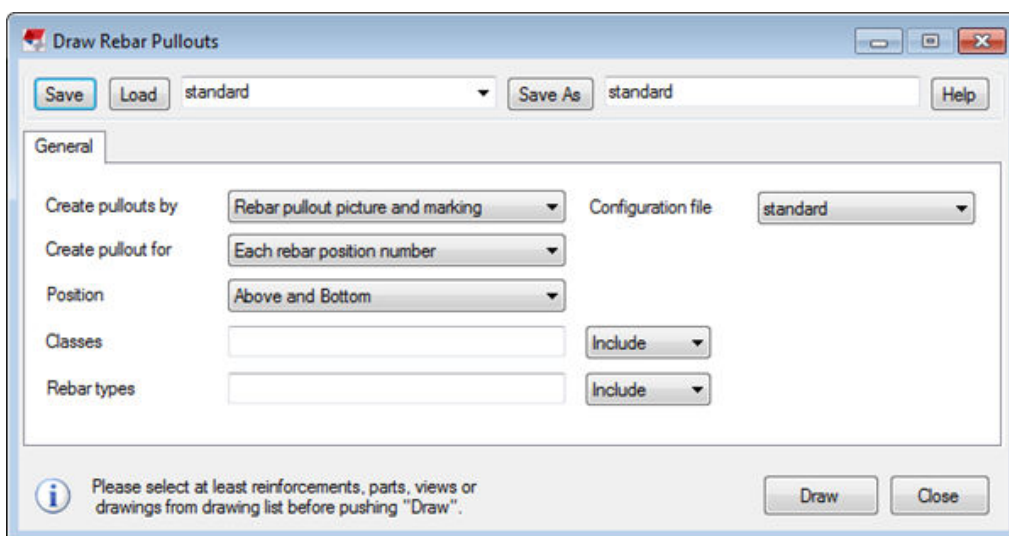 Draw Rebar Pullouts
Save Load standard Save As standard Help
General
Create pullouts by Rebar pullout picture and marking Configuration file standard
Create pullout for Each rebar position number
Position Above and Bottom
Classes Include
Rebar types Include
Please select at least reinforcements, parts, views or
drawings from drawing list before pushing "Draw".
Draw Close